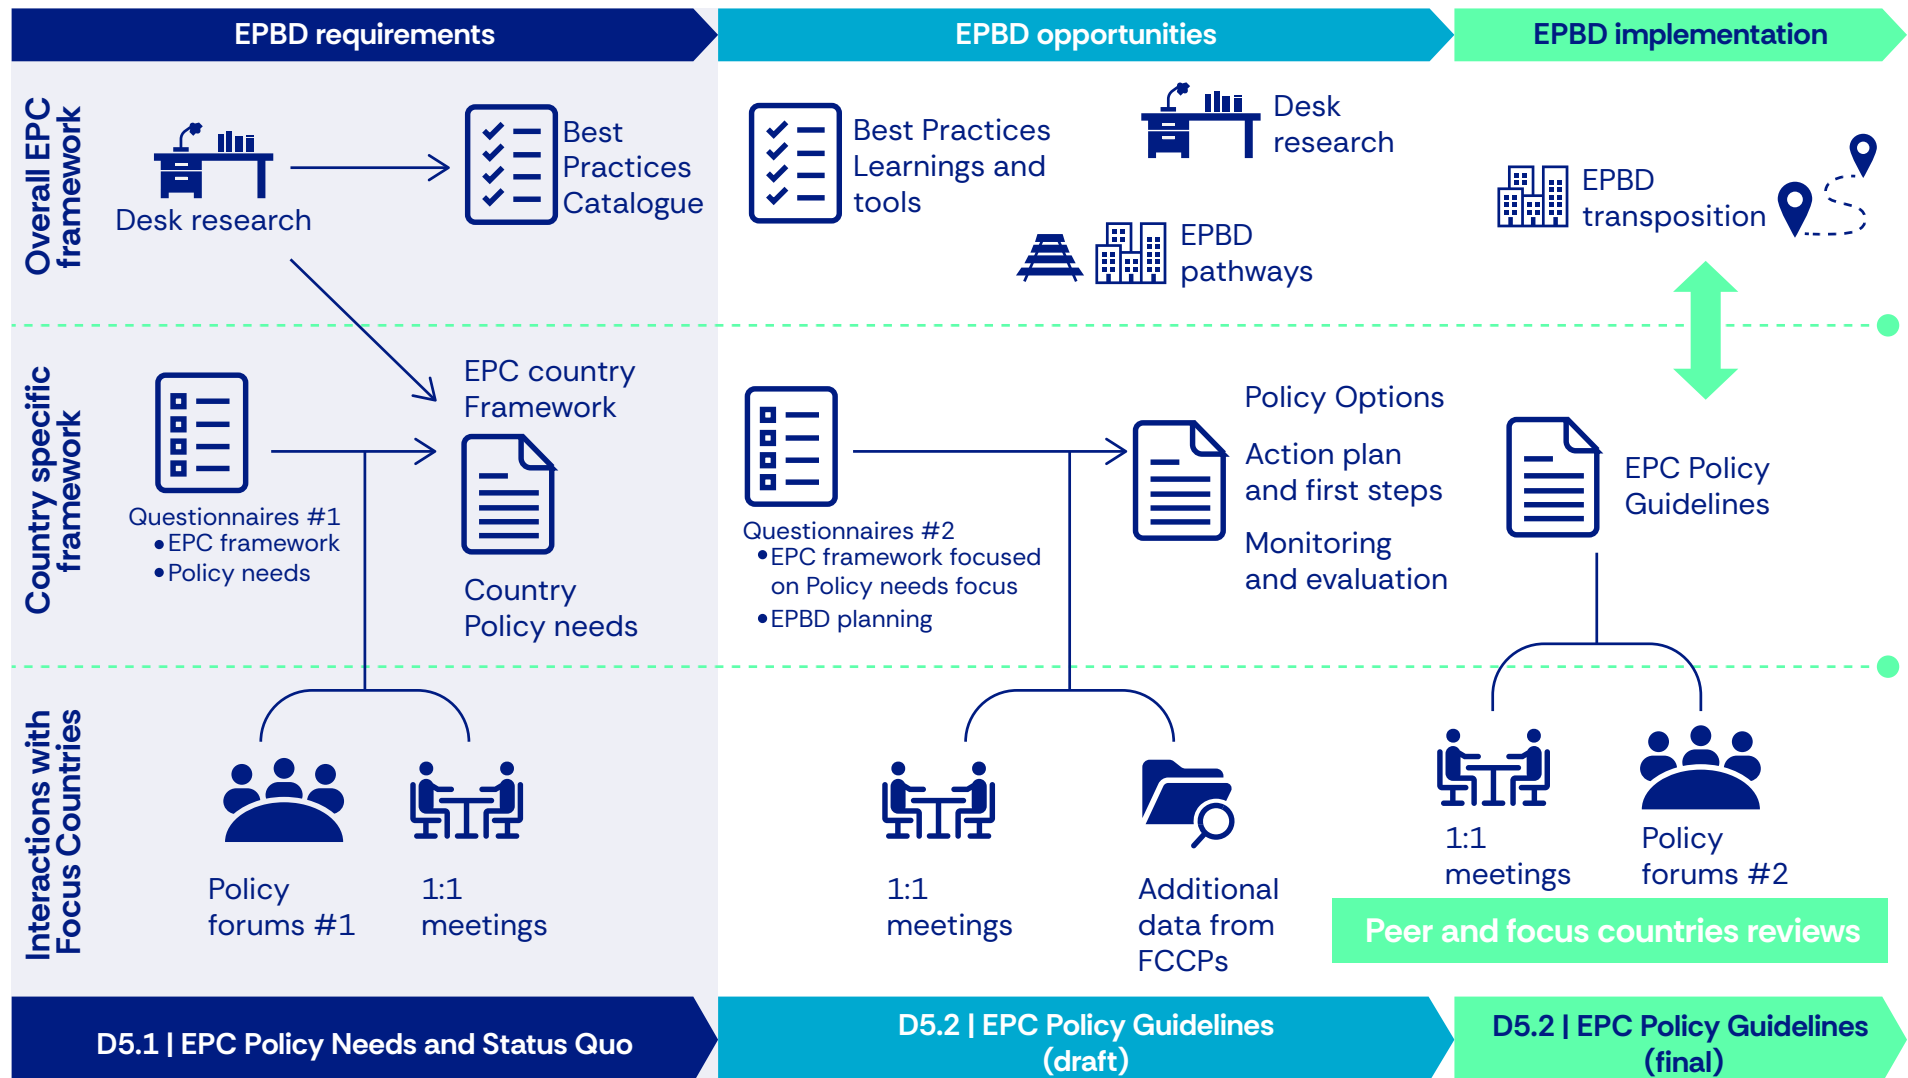 EPBD requirements
EPBD opportunities
EPBD implementation
Overall EPC
framework
Desk research
Best
Practices
Catalogue
Best Practices
Learnings and
tools
Desk
research
EPBD
pathways
EPBD
transposition
Country specific
framework
Questionnaires #1
•EPC framework
•Policy needs
EPC country
Framework
Country
Policy needs
Questionnaires #2
•EPC framework focused
on Policy needs focus
•EPBD planning
Policy Options
Action plan
and first steps
Monitoring
and evaluation
EPC Policy
Guidelines
Interactions with
Focus Countries
Policy
forums #1
1:1
meetings
1:1
meetings
Additional
data from
FCCPs
1:1
meetings
Policy
forums #2
Peer and focus countries reviews
D5.1 | EPC Policy Needs and Status Quo
D5.2 | EPC Policy Guidelines
(draft)
D5.2 | EPC Policy Guidelines
(final)